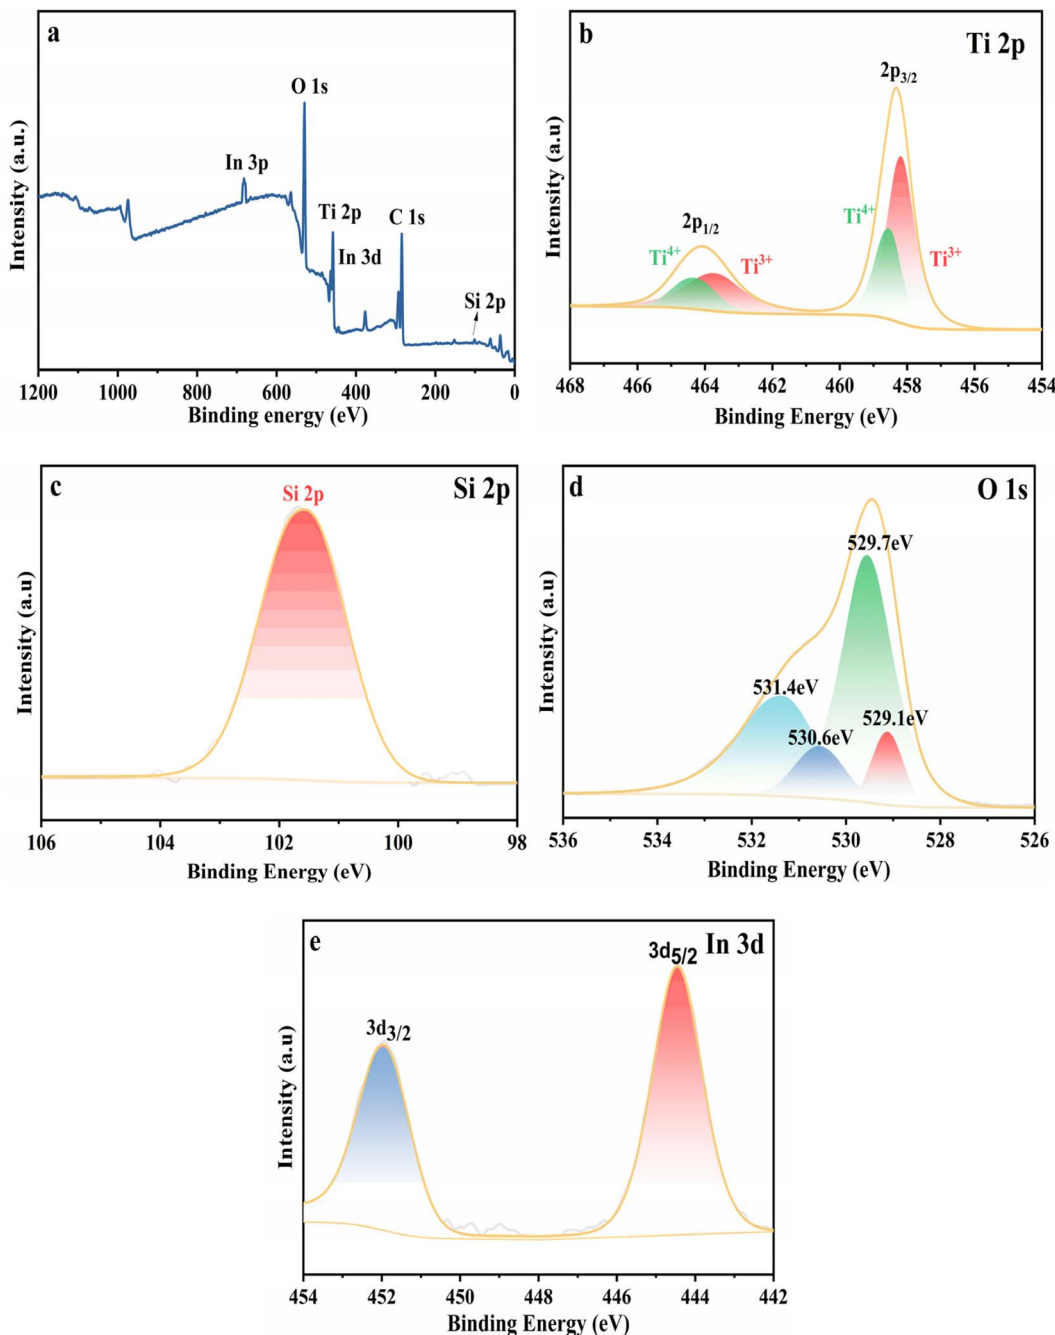 a
O 1s
In 3p
Ti 2p
C 1s
In 3d
Si 2p
Intensity (a.u.)
1200 1000 800 600 400 200 0
Binding energy (eV)
b
Ti 2p
2p3/2
Ti4+
2p1/2
Ti4+
Ti3+
Ti3+
Intensity (a.u)
468 466 464 462 460 458 456 454
Binding Energy (eV)
c
Si 2p
Si 2p
Intensity (a.u)
106 104 102 100 98
Binding Energy (eV)
d
O 1s
529.7eV
531.4eV
529.1eV
530.6eV
Intensity (a.u)
536 534 532 530 528 526
Binding Energy (eV)
e
3d5/2
In 3d
3d3/2
Intensity (a.u)
454 452 450 448 446 444 442
Binding Energy (eV)